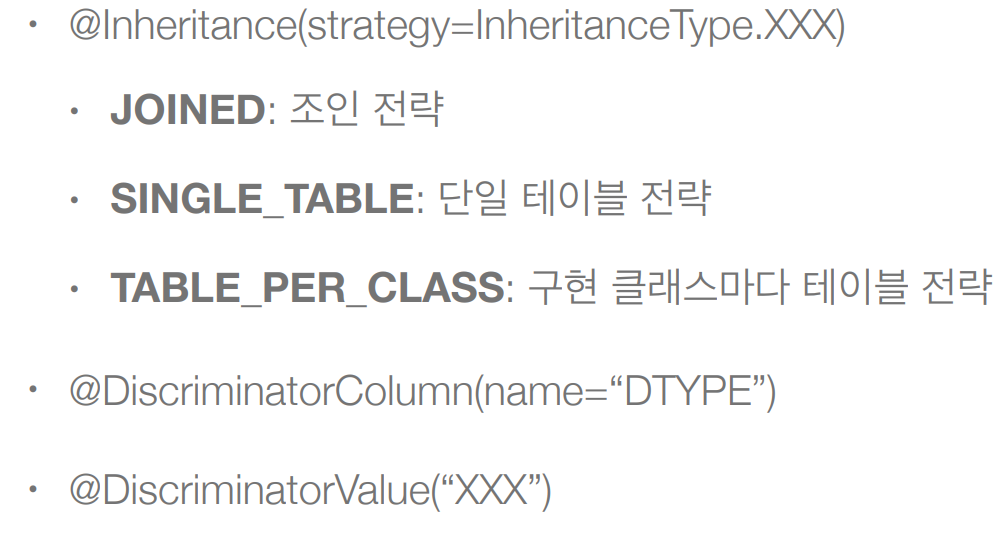 • @Inheritance(strategy=InheritanceType.XXX)
• JOINED: 조인 전략
• SINGLE_TABLE: 단일 테이블 전략
• TABLE_PER_CLASS: 구현 클래스마다 테이블 전략
• @DiscriminatorColumn(name=“DTYPE”)
• @DiscriminatorValue(“XXX”)